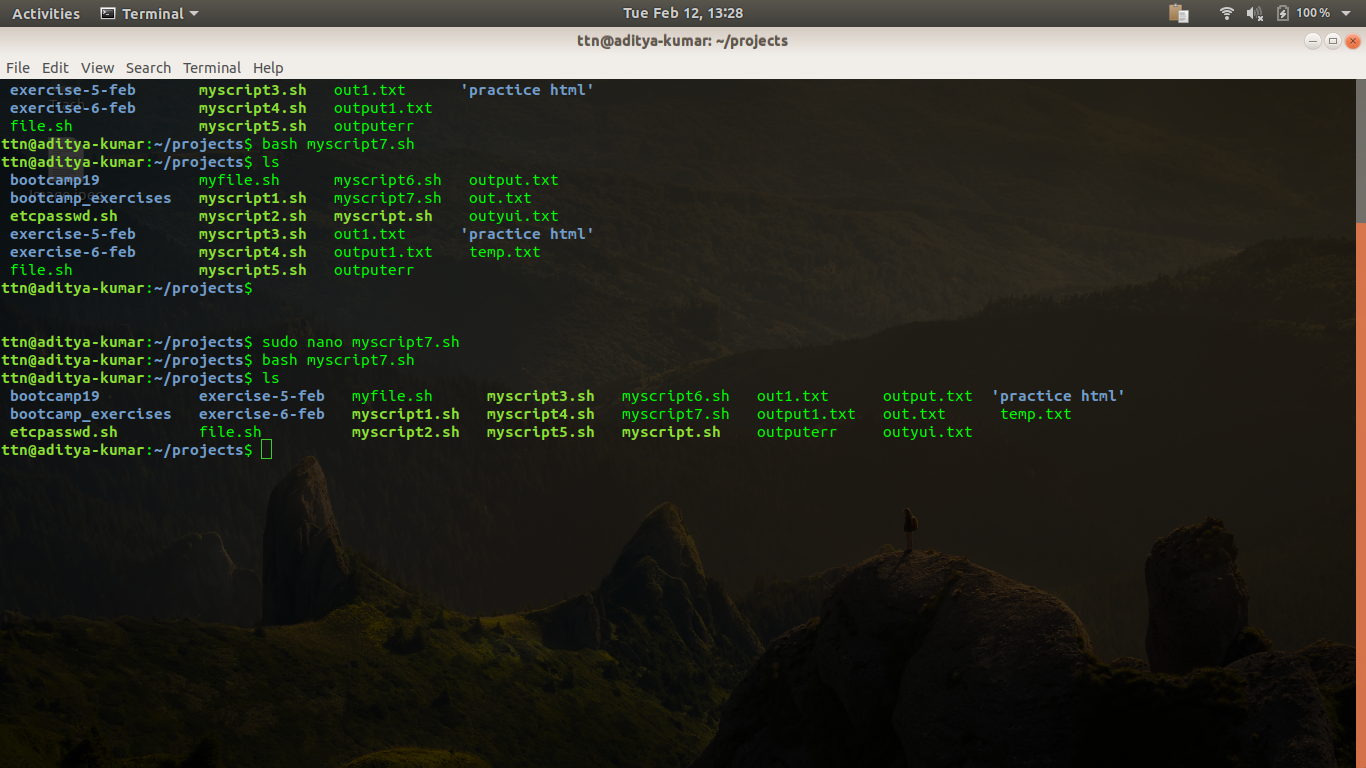 Activities Terminal Tue Feb 12, 13:28 100 %
ttn@aditya-kumar: ~/projects
File Edit View Search Terminal Help
exercise-5-feb myscript3.sh out1.txt 'practice html'
exercise-6-feb myscript4.sh output1.txt
file.sh myscript5.sh outputerr
ttn@aditya-kumar:~/projects$ bash myscript7.sh
ttn@aditya-kumar:~/projects$ ls
bootcamp19 myfile.sh myscript6.sh output.txt
bootcamp_exercises myscript1.sh myscript7.sh out.txt
etcpasswd.sh myscript2.sh myscript.sh outyui.txt
exercise-5-feb myscript3.sh out1.txt 'practice html'
exercise-6-feb myscript4.sh output1.txt temp.txt
file.sh myscript5.sh outputerr
ttn@aditya-kumar:~/projects$
ttn@aditya-kumar:~/projects$ sudo nano myscript7.sh
ttn@aditya-kumar:~/projects$ bash myscript7.sh
ttn@aditya-kumar:~/projects$ ls
bootcamp19 exercise-5-feb myfile.sh myscript3.sh myscript6.sh out1.txt output.txt 'practice html'
bootcamp_exercises exercise-6-feb myscript1.sh myscript4.sh myscript7.sh output1.txt out.txt temp.txt
etcpasswd.sh file.sh myscript2.sh myscript5.sh myscript.sh outputerr outyui.txt
ttn@aditya-kumar:~/projects$